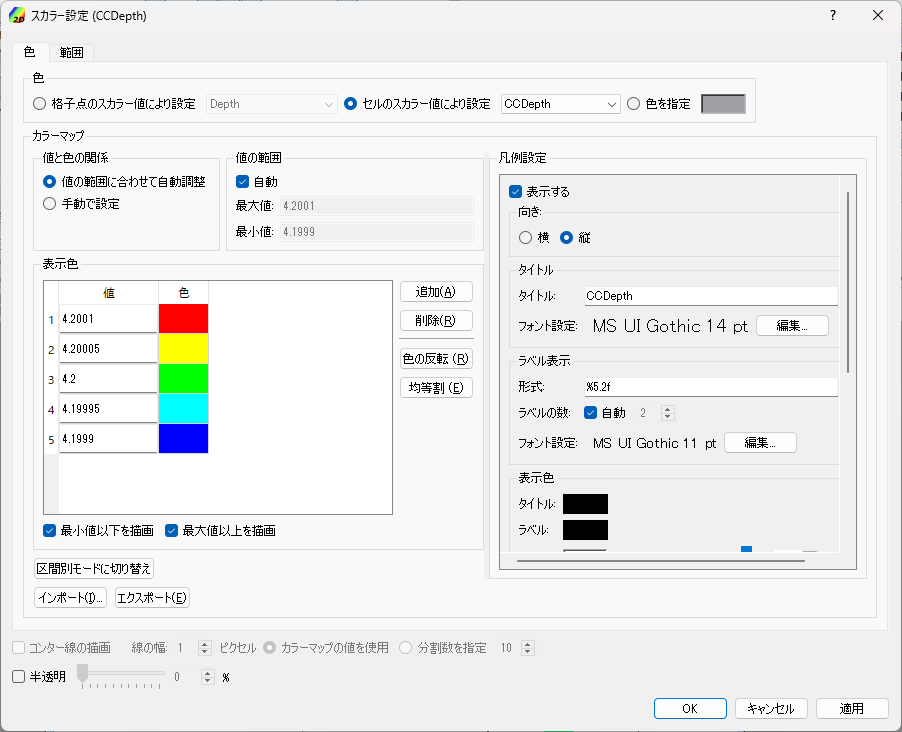 スカラー設定 (CCDepth)
色 範囲
色
格子点のスカラー値により設定 Depth セルのスカラー値により設定 CCDepth 色を指定
カラーマップ
値と色の関係
値の範囲に合わせて自動調整
手動で設定
値の範囲
自動
最大値: 4.2001
最小値: 4.1999
表示色
値 色
1 4.2001
2 4.20005
3 4.2
4 4.19995
5 4.1999
追加(A)
削除(R)
色の反転 (R)
均等割 (E)
最小値以下を描画 最大値以上を描画
区間別モードに切り替え
インポート(I)... エクスポート(E)
凡例設定
表示する
向き:
横 縦
タイトル
タイトル: CCDepth
フォント設定: MS UI Gothic 14 pt 編集...
ラベル表示
形式: %5.2f
ラベルの数: 自動 2
フォント設定: MS UI Gothic 11 pt 編集...
表示色
タイトル:
ラベル:
コンター線の描画 線の幅: 1 ピクセル カラーマップの値を使用 分割数を指定 10
半透明 0 %
OK キャンセル 適用